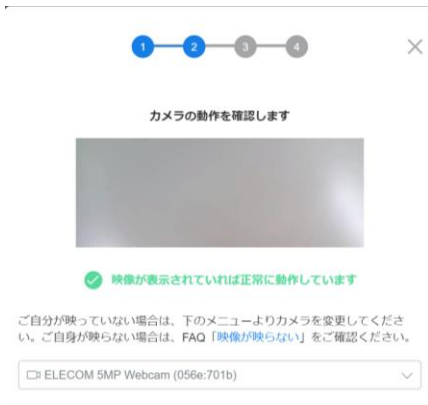 1 2 3 4
カメラの動作を確認します
映像が表示されていれば正常に動作しています
ご自分が映っていない場合は、下のメニューよりカメラを変更してくださ
い。ご自身が映らない場合は、FAQ「映像が映らない」をご確認ください。
ELECOM 5MP Webcam (056e:701b)